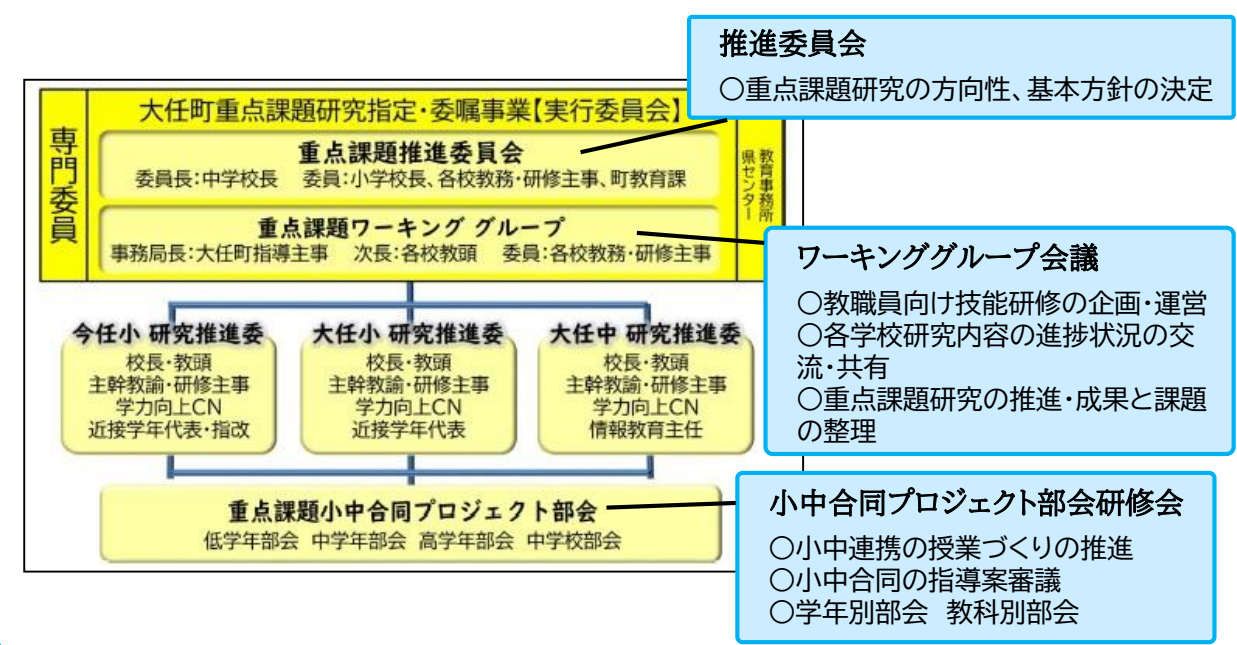 推進委員会
○重点課題研究の方向性、基本方針の決定
大任町重点課題研究指定・委嘱事業【実行委員会】
専門委員
重点課題推進委員会
委員長：中学校長　委員：小学校長、各校教務・研修主事、町教育課
教育事務所
県センター
重点課題ワーキング グループ
事務局長：大任町指導主事　次長：各校教頭　委員：各校教務・研修主事
ワーキンググループ会議
○教職員向け技能研修の企画・運営
○各学校研究内容の進捗状況の交
流・共有
○重点課題研究の推進・成果と課題
の整理
今任小 研究推進委
校長・教頭
主幹教諭・研修主事
学力向上CN
近接学年代表・指改
大任小 研究推進委
校長・教頭
主幹教諭・研修主事
学力向上CN
近接学年代表
大任中 研究推進委
校長・教頭
主幹教諭・研修主事
学力向上CN
情報教育主任
重点課題小中合同プロジェクト部会
低学年部会 中学年部会 高学年部会 中学校部会
小中合同プロジェクト部会研修会
○小中連携の授業づくりの推進
○小中合同の指導案審議
○学年別部会　教科別部会